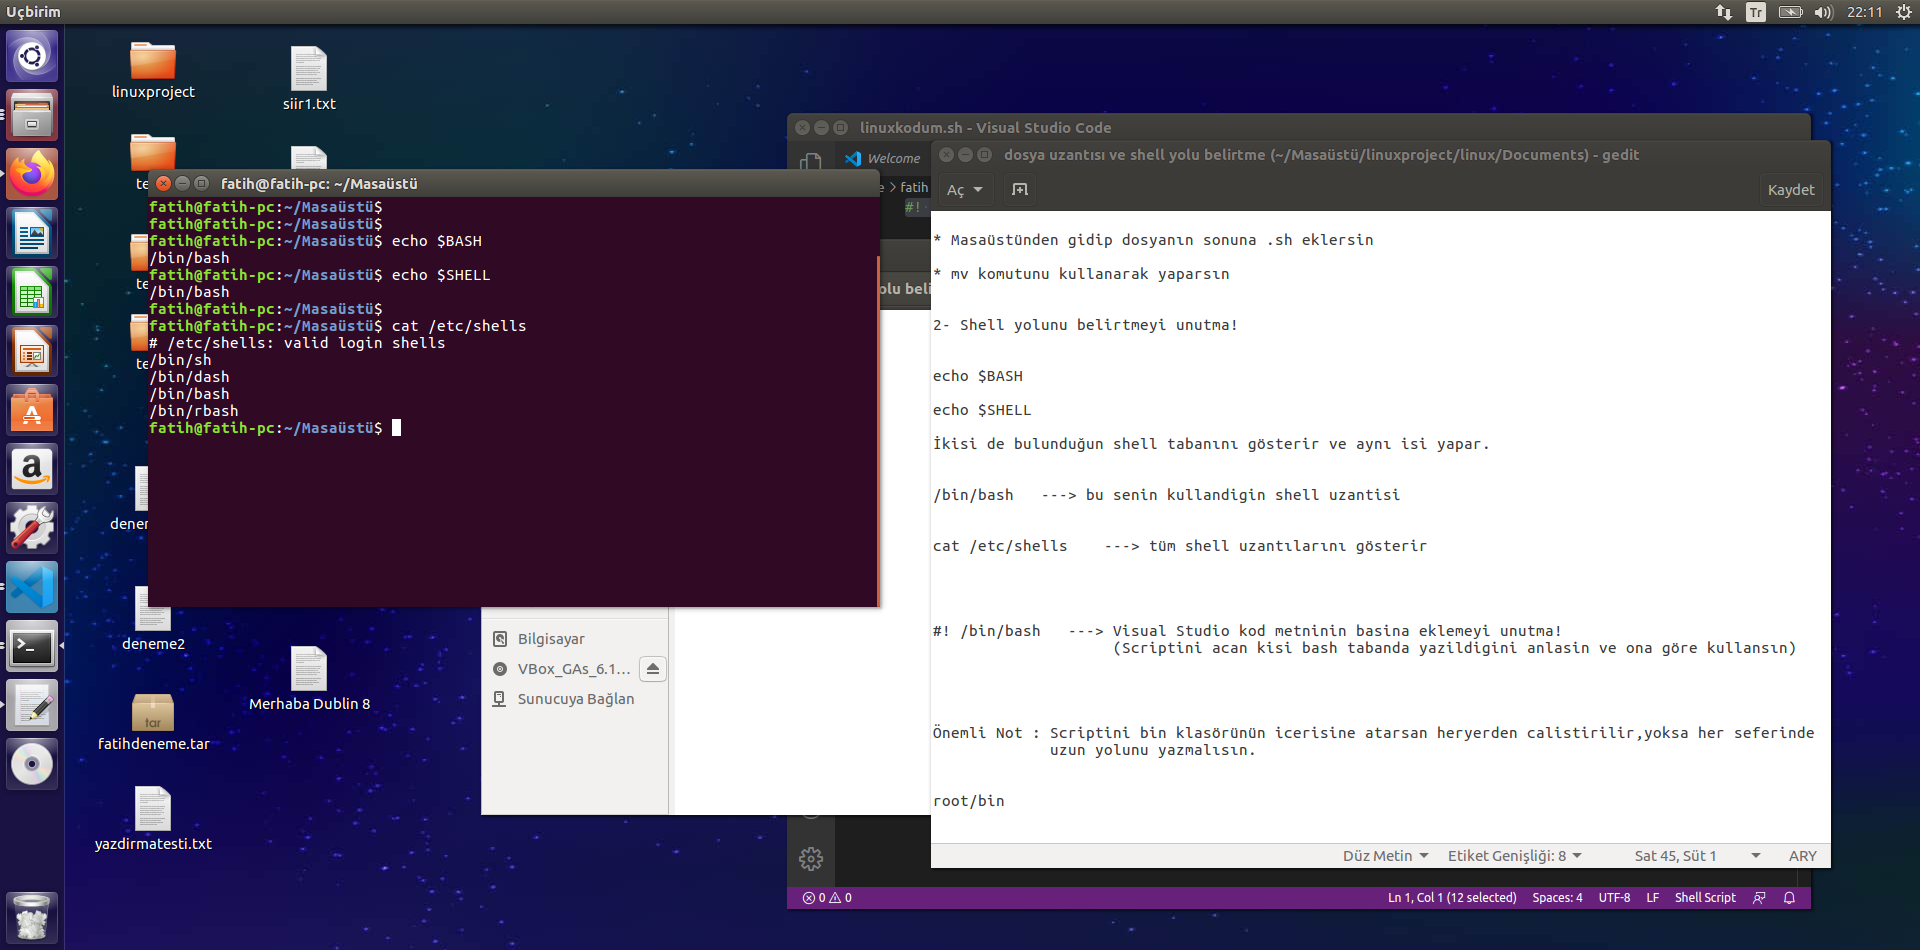 Uçbirim
Tr
22:11
linuxproject
siir1.txt
linuxkodum.sh - Visual Studio Code
Welcome
e > fatih
#!
dosya uzantısı ve shell yolu belirtme (~/Masaüstü/linuxproject/linux/Documents) - gedit
Aç
Kaydet
te
te
te
fatih@fatih-pc: ~/Masaüstü
fatih@fatih-pc:~/Masaüstü$
fatih@fatih-pc:~/Masaüstü$
fatih@fatih-pc:~/Masaüstü$ echo $BASH
/bin/bash
fatih@fatih-pc:~/Masaüstü$ echo $SHELL
/bin/bash
fatih@fatih-pc:~/Masaüstü$
fatih@fatih-pc:~/Masaüstü$ cat /etc/shells
# /etc/shells: valid login shells
/bin/sh
/bin/dash
/bin/bash
/bin/rbash
fatih@fatih-pc:~/Masaüstü$
olu beli
* Masaüstünden gidip dosyanın sonuna .sh eklersin
* mv komutunu kullanarak yaparsın
2- Shell yolunu belirtmeyi unutma!
echo $BASH
echo $SHELL
İkisi de bulunduğun shell tabanını gösterir ve aynı isi yapar.
/bin/bash   ---> bu senin kullandigin shell uzantisi
cat /etc/shells    ---> tüm shell uzantılarını gösterir
#! /bin/bash   ---> Visual Studio kod metninin basina eklemeyi unutma!
(Scriptini acan kisi bash tabanda yazildigini anlasin ve ona göre kullansın)
Önemli Not : Scriptini bin klasörünün icerisine atarsan heryerden calistirilir,yoksa her seferinde
uzun yolunu yazmalısın.
root/bin
Düz Metin
Etiket Genişliği: 8
Sat 45, Süt 1
ARY
Bilgisayar
VBox_GAs_6.1...
Sunucuya Bağlan
denem
deneme2
Merhaba Dublin 8
tar
fatihdeneme.tar
yazdirmatesti.txt
0 0
Ln 1, Col 1 (12 selected)
Spaces: 4
UTF-8
LF
Shell Script